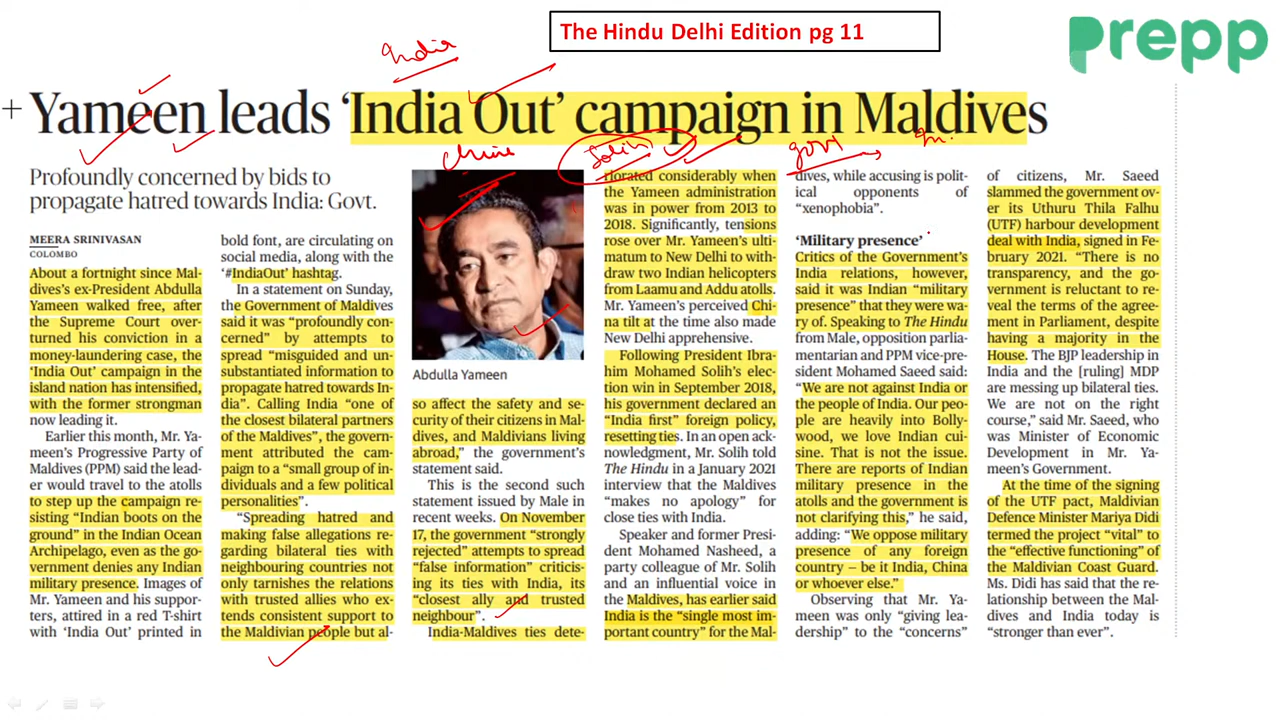 The Hindu Delhi Edition pg 11
prepp
India
Yameen leads ‘India Out’ campaign in Maldives
China
Solih
govt
Profoundly concerned by bids to
propagate hatred towards India: Govt.
MEERA SRINIVASAN
COLOMBO
About a fortnight since Mal-
dives’s ex-President Abdulla
Yameen walked free, after
the Supreme Court over-
turned his conviction in a
money-laundering case, the
‘India Out’ campaign in the
island nation has intensified,
with the former strongman
now leading it.
Earlier this month, Mr. Ya-
meen’s Progressive Party of
Maldives (PPM) said the lead-
er would travel to the atolls
to step up the campaign re-
sisting “Indian boots on the
ground” in the Indian Ocean
Archipelago, even as the go-
vernment denies any Indian
military presence. Images of
Mr. Yameen and his suppor-
ters, attired in a red T-shirt
with ‘India Out’ printed in
bold font, are circulating on
social media, along with the
‘#IndiaOut’ hashtag.
In a statement on Sunday,
the Government of Maldives
said it was “profoundly con-
cerned” by attempts to
spread “misguided and un-
substantiated information to
propagate hatred towards In-
dia”. Calling India “one of
the closest bilateral partners
of the Maldives”, the govern-
ment attributed the cam-
paign to a “small group of in-
dividuals and a few political
personalities”.
“Spreading hatred and
making false allegations re-
garding bilateral ties with
neighbouring countries not
only tarnishes the relations
with trusted allies who ex-
tends consistent support to
the Maldivian people but al-
Abdulla Yameen
so affect the safety and se-
curity of their citizens in Mal-
dives, and Maldivians living
abroad,” the government’s
statement said.
This is the second such
statement issued by Male in
recent weeks. On November
17, the government “strongly
rejected” attempts to spread
“false information” criticis-
ing its ties with India, its
“closest ally and trusted
neighbour”.
India-Maldives ties dete-
riorated considerably when
the Yameen administration
was in power from 2013 to
2018. Significantly, tensions
rose over Mr. Yameen’s ulti-
matum to New Delhi to with-
draw two Indian helicopters
from Laamu and Addu atolls.
Mr. Yameen’s perceived Chi-
na tilt at the time also made
New Delhi apprehensive.
Following President Ibra-
him Mohamed Solih’s elec-
tion win in September 2018,
his government declared an
“India first” foreign policy,
resetting ties. In an open ack-
nowledgment, Mr. Solih told
The Hindu in a January 2021
interview that the Maldives
“makes no apology” for
close ties with India.
Speaker and former Presi-
dent Mohamed Nasheed, a
party colleague of Mr. Solih
and an influential voice in
the Maldives, has earlier said
India is the “single most im-
portant country” for the Mal-
dives, while accusing is polit-
ical opponents of
“xenophobia”.
‘Military presence’
Critics of the Government’s
India relations, however,
said it was Indian “military
presence” that they were wa-
ry of. Speaking to The Hindu
from Male, opposition parlia-
mentarian and PPM vice-pre-
sident Mohamed Saeed said:
“We are not against India or
the people of India. Our peo-
ple are heavily into Bolly-
wood, we love Indian cui-
sine. That is not the issue.
There are reports of Indian
military presence in the
atolls and the government is
not clarifying this,” he said,
adding: “We oppose military
presence of any foreign
country – be it India, China
or whoever else.”
Observing that Mr. Ya-
meen was only “giving lea-
dership” to the “concerns”
of citizens, Mr. Saeed
slammed the government ov-
er its Uthuru Thila Falhu
(UTF) harbour development
deal with India, signed in Fe-
bruary 2021. “There is no
transparency, and the go-
vernment is reluctant to re-
veal the terms of the agree-
ment in Parliament, despite
having a majority in the
House. The BJP leadership in
India and the [ruling] MDP
are messing up bilateral ties.
We are not on the right
course,” said Mr. Saeed, who
was Minister of Economic
Development in Mr. Ya-
meen’s Government.
At the time of the signing
of the UTF pact, Maldivian
Defence Minister Mariya Didi
termed the project “vital” to
the “effective functioning” of
the Maldivian Coast Guard.
Ms. Didi has said that the re-
lationship between the Mal-
dives and India today is
“stronger than ever”.